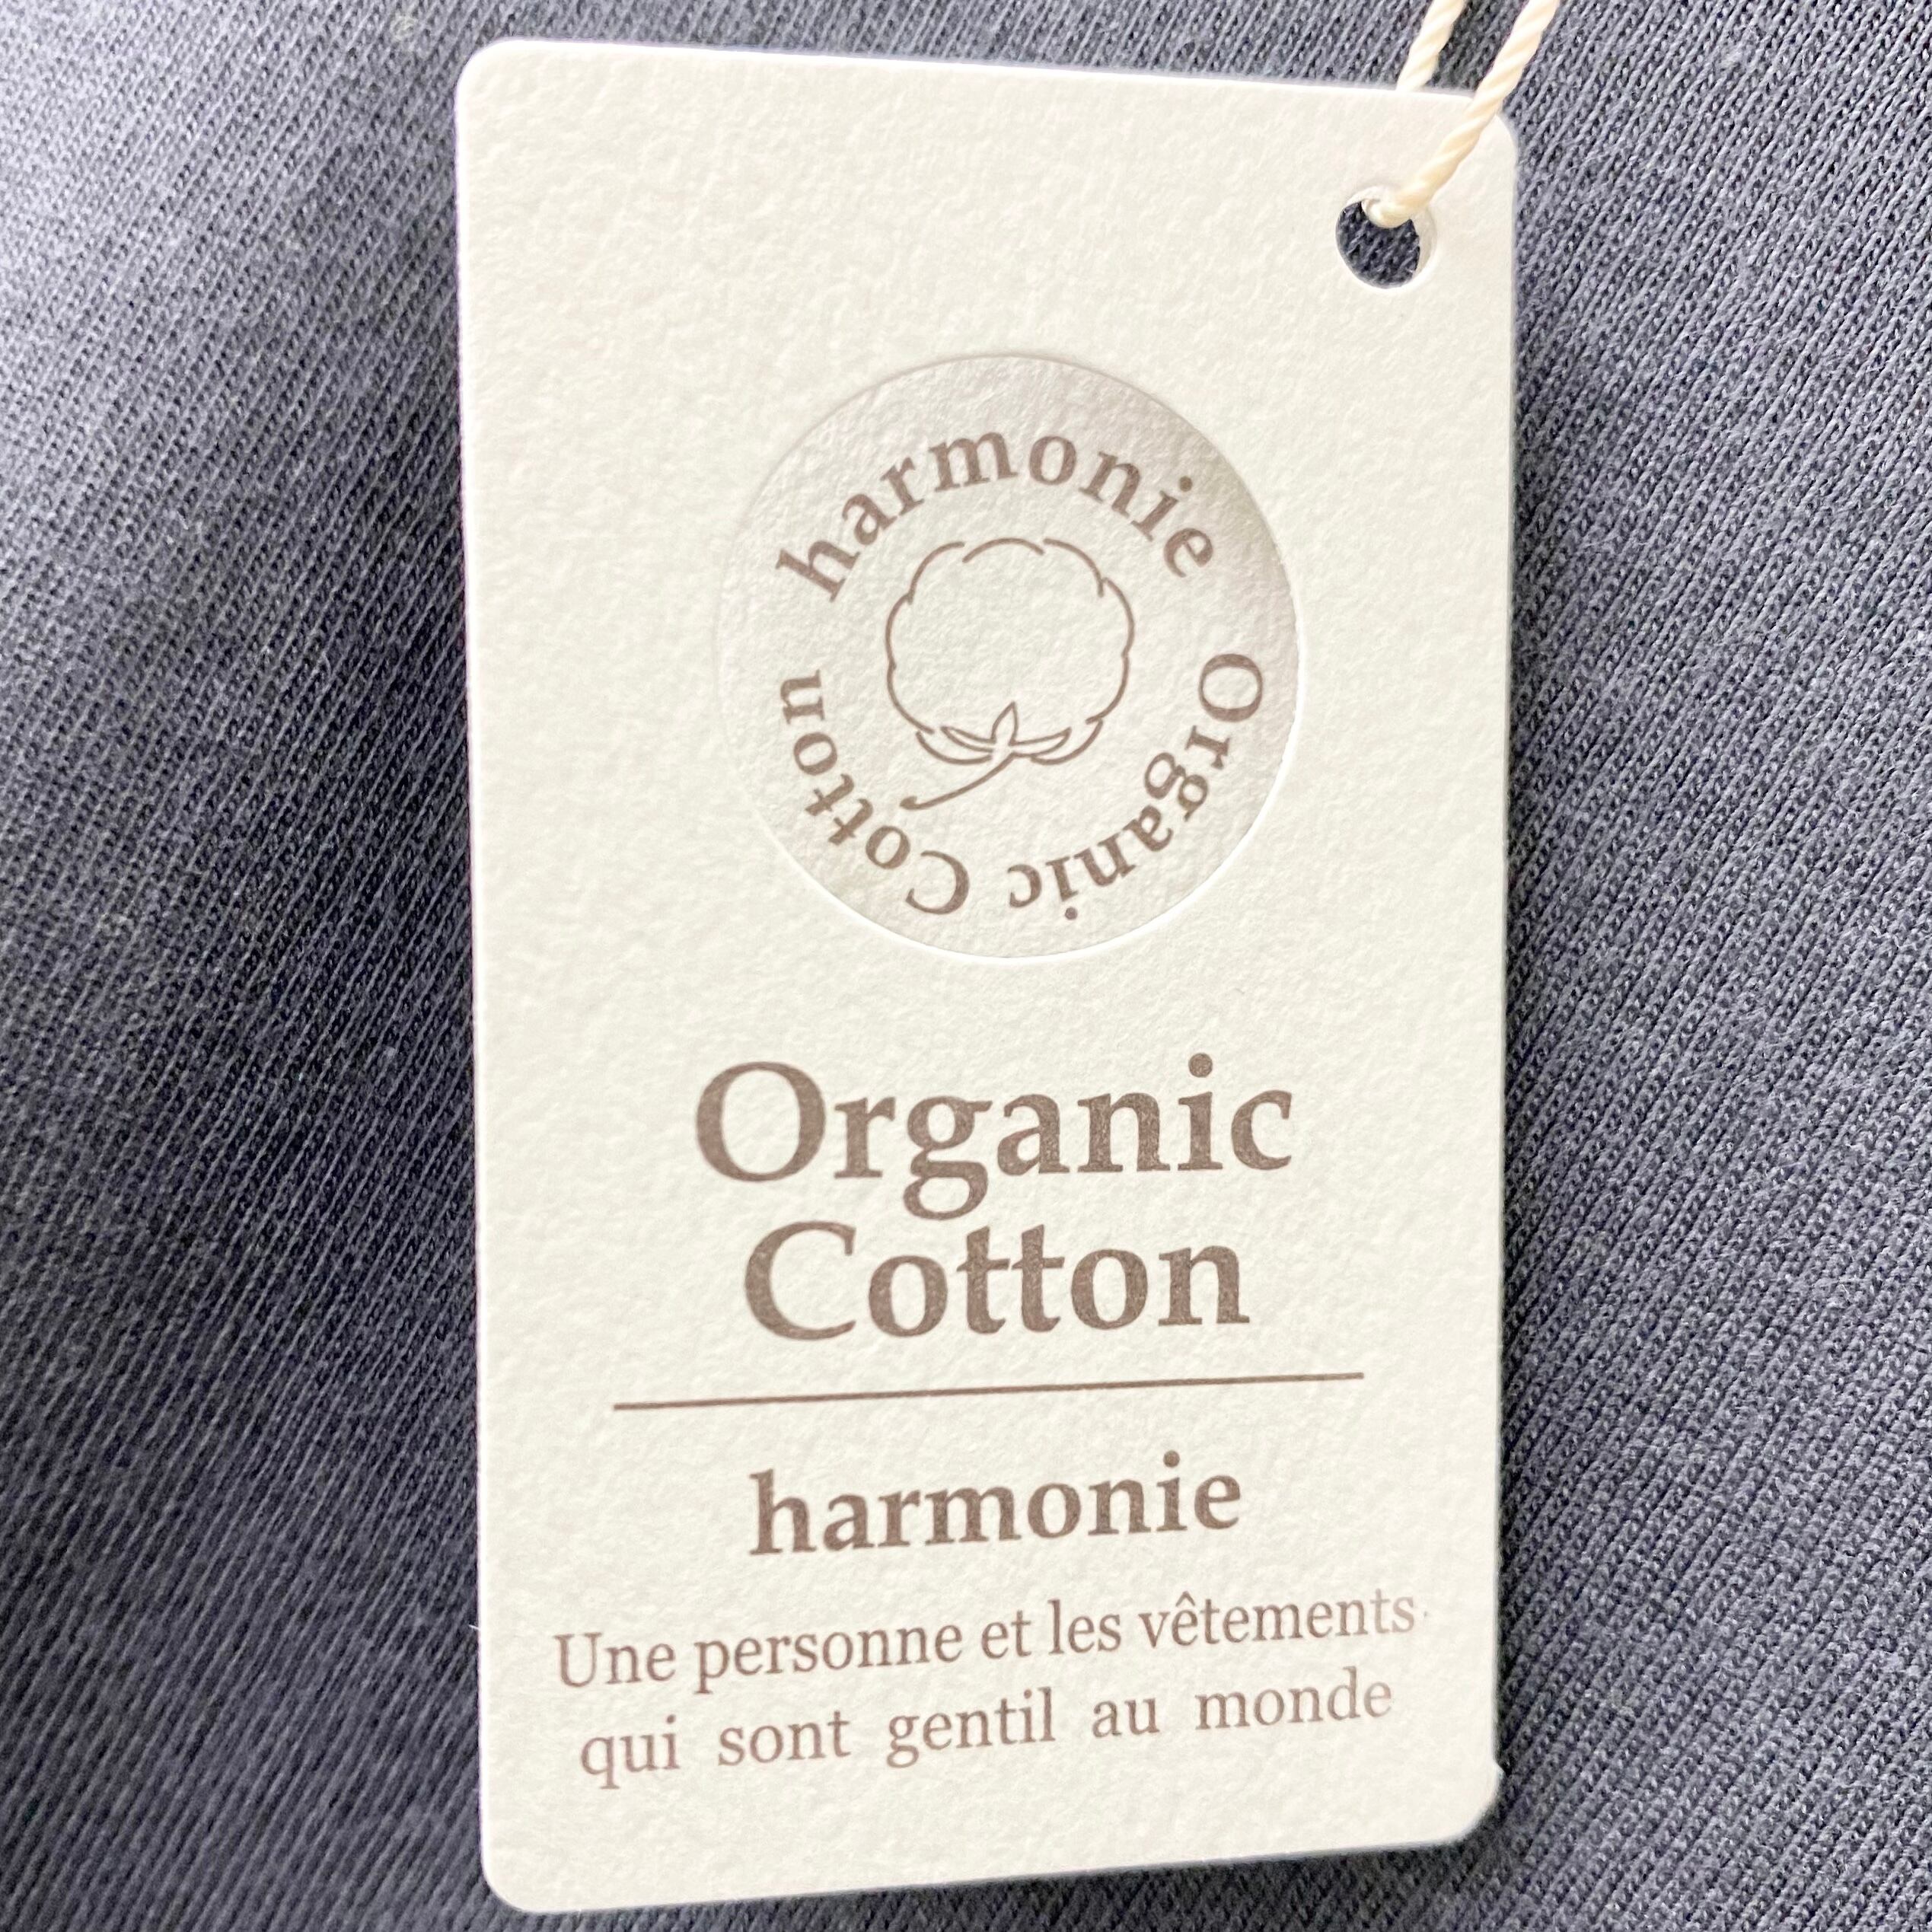 harmonie
Organic Cotton
Organic
Cotton
harmonie
Une personne et les vêtements
qui sont gentil au monde